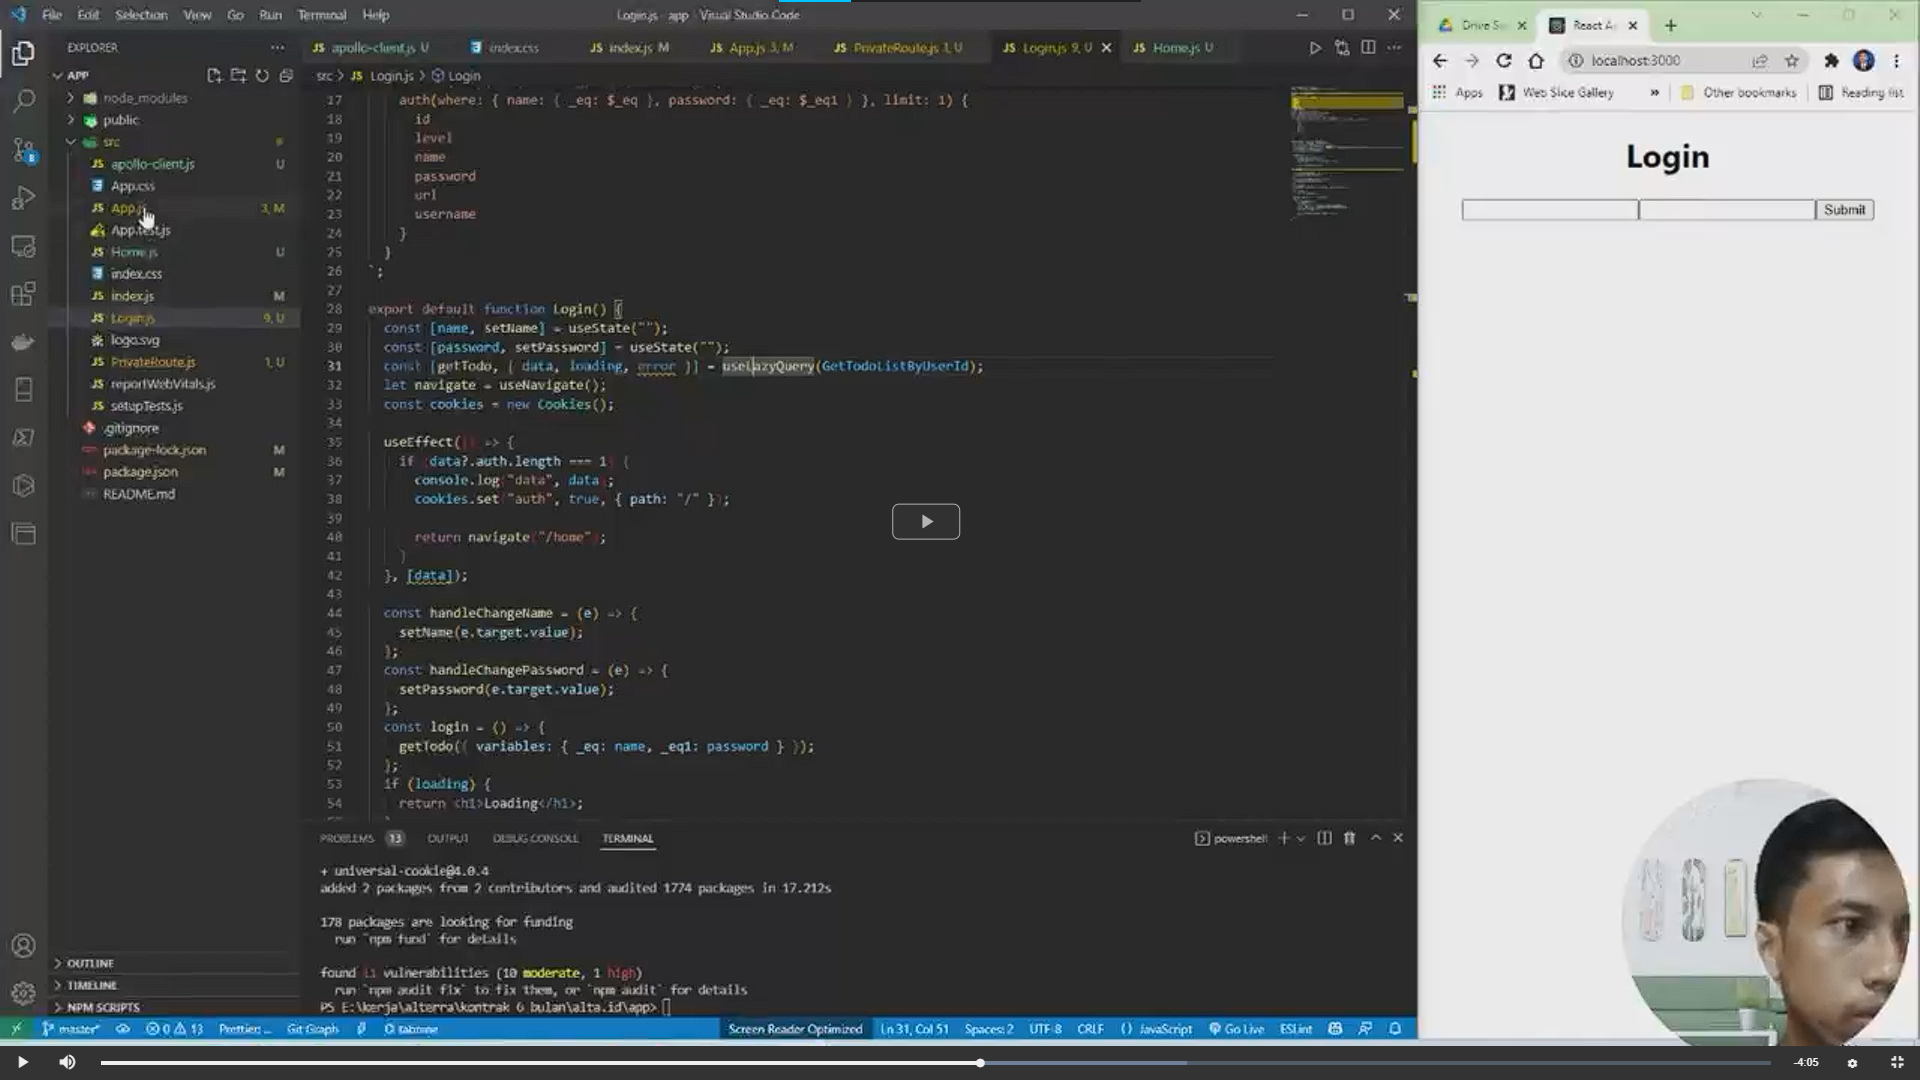 File Edit Selection View Go Run Terminal Help
Login.js - app - Visual Studio Code
EXPLORER
APP
node_modules
public
src
apollo-client.js U
App.css
App.js 3, M
App.test.js
Home.js U
index.css
index.js M
Login.js 9, U
logo.svg
PrivateRoute.js 1, U
reportWebVitals.js
setupTests.js
.gitignore
package-lock.json M
package.json M
README.md
OUTLINE
TIMELINE
NPM SCRIPTS
apollo-client.js U index.css index.js M App.js 3, M PrivateRoute.js 1, U Login.js 9, U Home.js U
src > Login.js > Login
17 auth(where: { name: { _eq: $_eq }, password: { _eq: $_eq1 } }, limit: 1) {
18 id
19 level
20 name
21 password
22 url
23 username
24 }
25 }
26 `;
27
28 export default function Login() {
29 const [name, setName] = useState("");
30 const [password, setPassword] = useState("");
31 const [getTodo, { data, loading, error }] = useLazyQuery(GetTodoListByUserId);
32 let navigate = useNavigate();
33 const cookies = new Cookies();
34
35 useEffect(() => {
36 if (data?.auth.length === 1) {
37 console.log("data", data);
38 cookies.set("auth", true, { path: "/" });
39
40 return navigate("/home");
41 }
42 }, [data]);
43
44 const handleChangeName = (e) => {
45 setName(e.target.value);
46 };
47 const handleChangePassword = (e) => {
48 setPassword(e.target.value);
49 };
50 const login = () => {
51 getTodo({ variables: { _eq: name, _eq1: password } });
52 };
53 if (loading) {
54 return <h1>Loading</h1>;
PROBLEMS 13 OUTPUT DEBUG CONSOLE TERMINAL
powershell
+ universal-cookie@4.0.4
added 2 packages from 2 contributors and audited 1774 packages in 17.212s
178 packages are looking for funding
run `npm fund` for details
found 11 vulnerabilities (10 moderate, 1 high)
run `npm audit fix` to fix them, or `npm audit` for details
PS E:\kerja\alterra\kontrak 6 bulan\alta.id\app>
master* 0 13 Prettier... Git Graph tabnine
Screen Reader Optimized Ln 31, Col 51 Spaces: 2 UTF-8 CRLF JavaScript Go Live ESLint
Drive React A
localhost:3000
Apps Web Slice Gallery » Other bookmarks Reading list
Login
Submit
-4:05